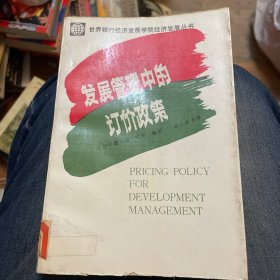 世界银行经济发展学院经济发展丛书
发展管理中的
订价政策
PRICING POLICY
FOR
DEVELOPMENT
MANAGEMENT